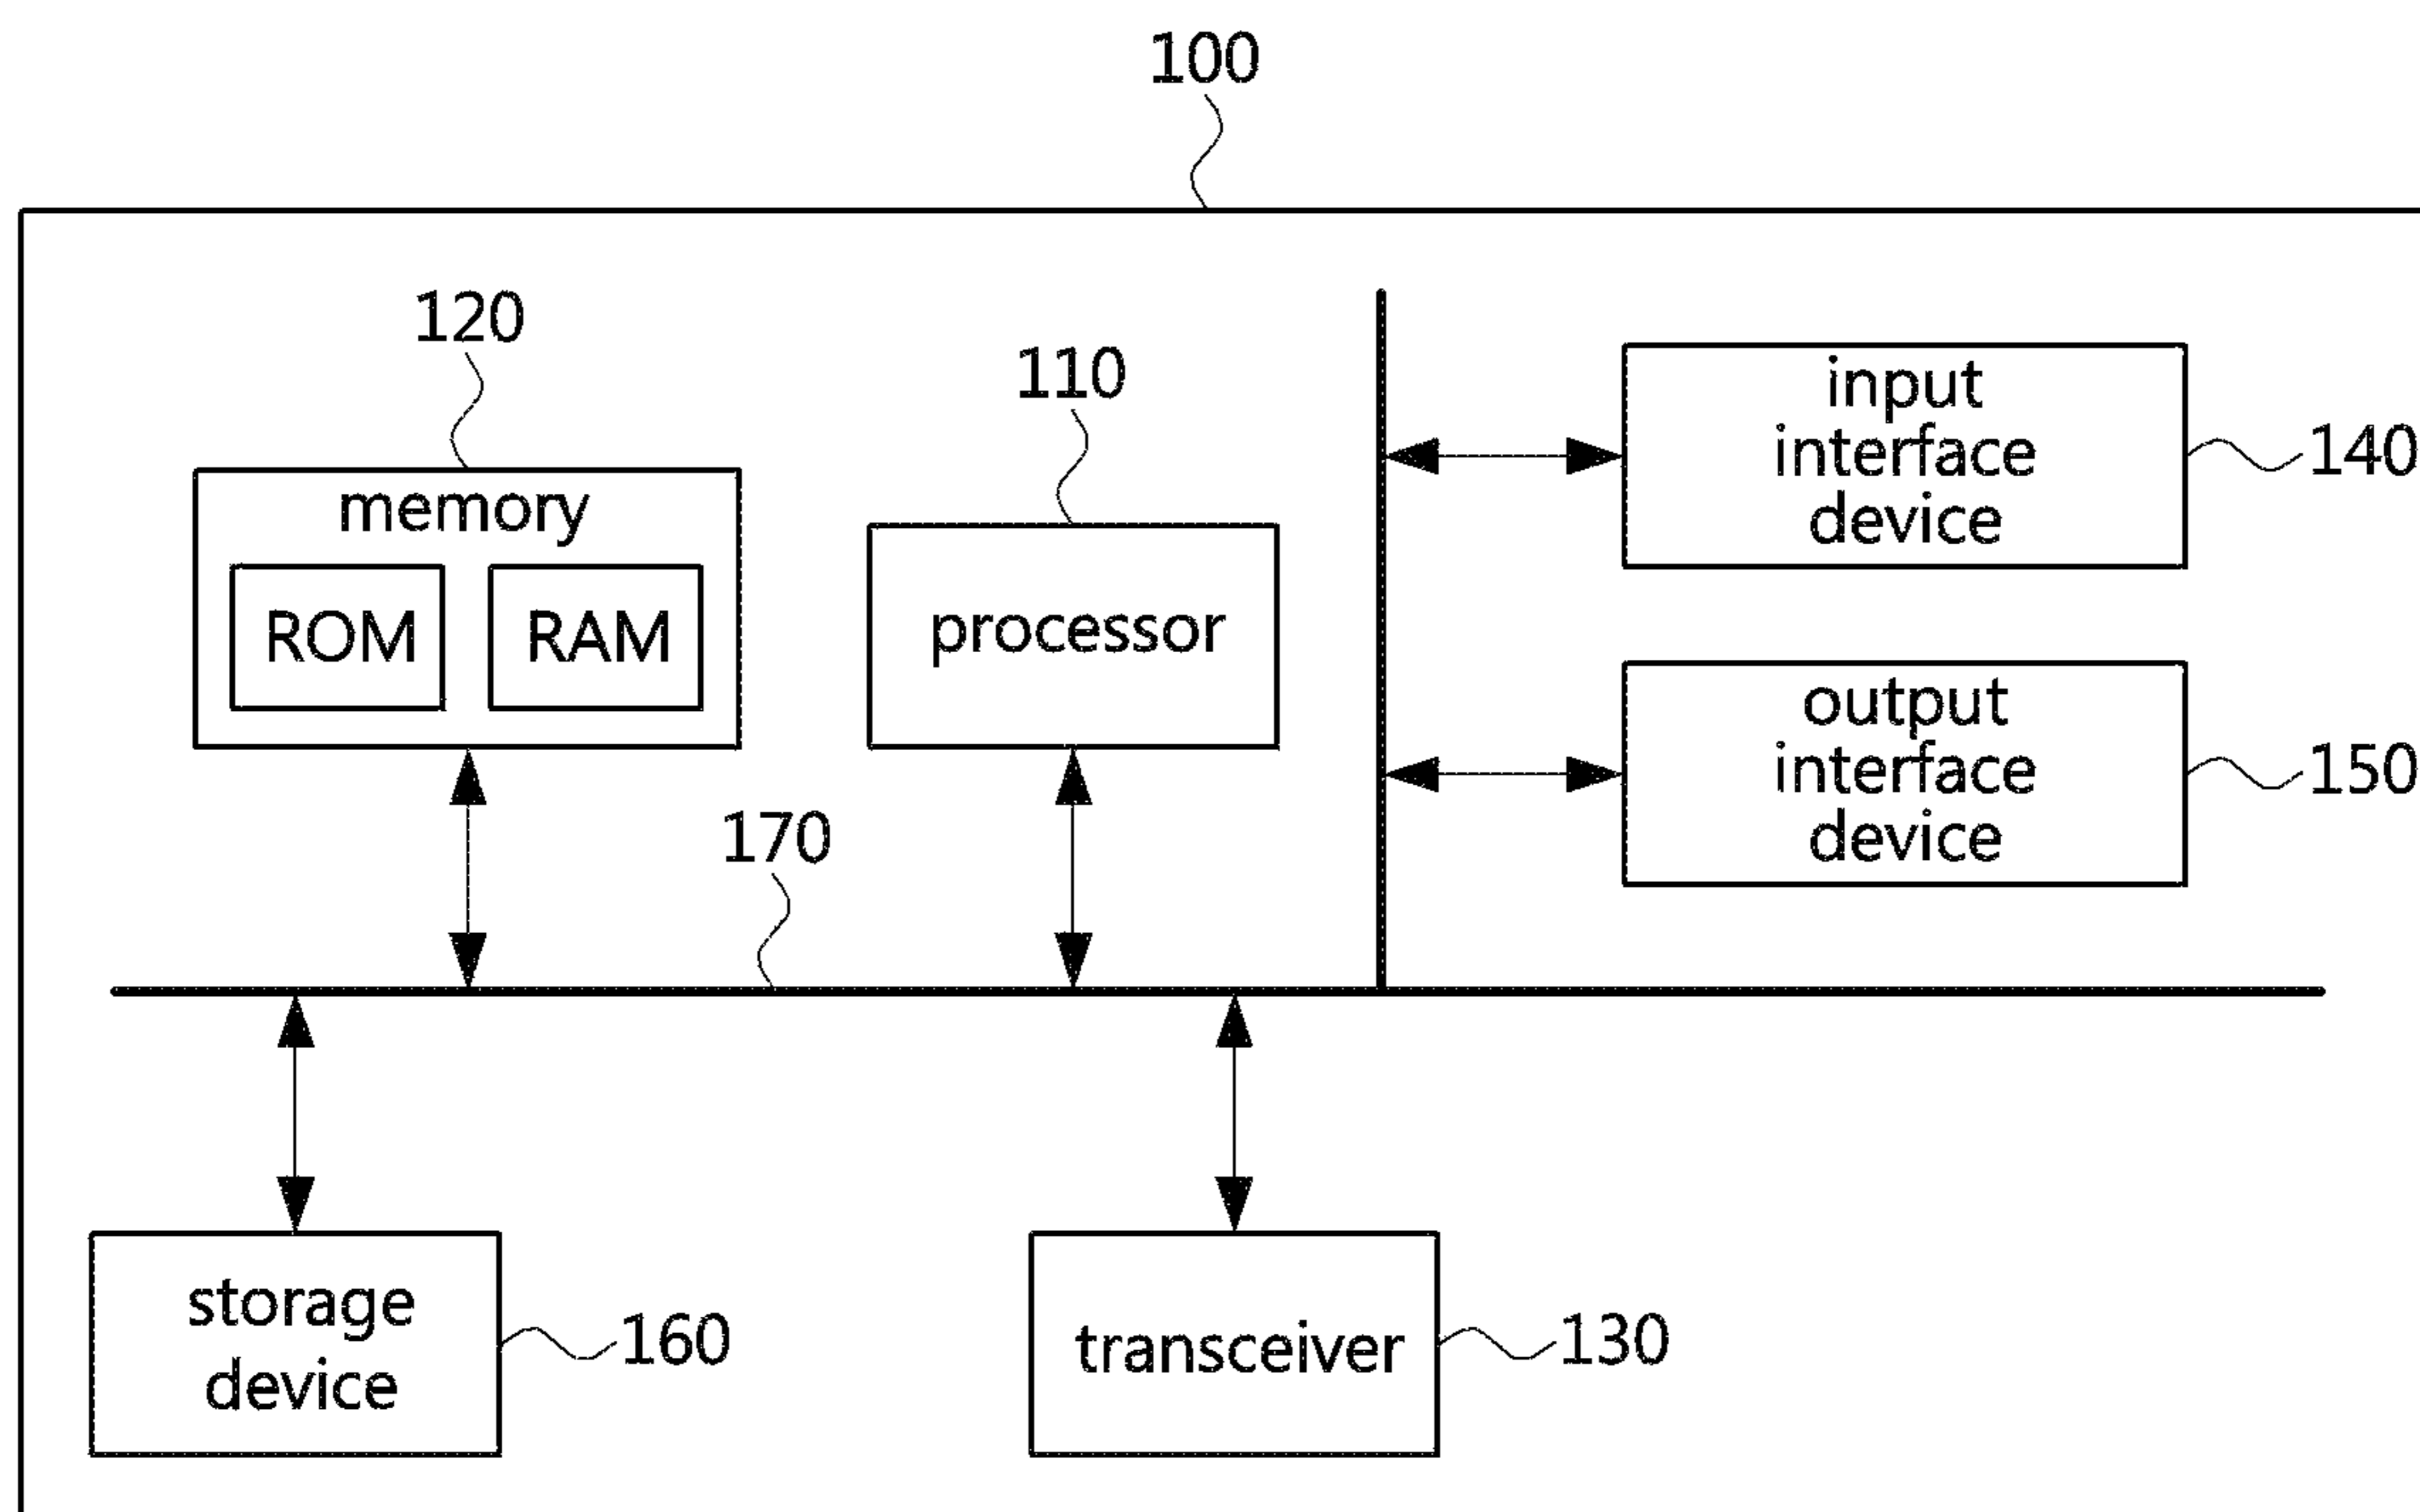 100
120
110
memory
ROM
RAM
processor
input
interface
device
140
output
interface
device
150
170
storage
device
160
transceiver
130